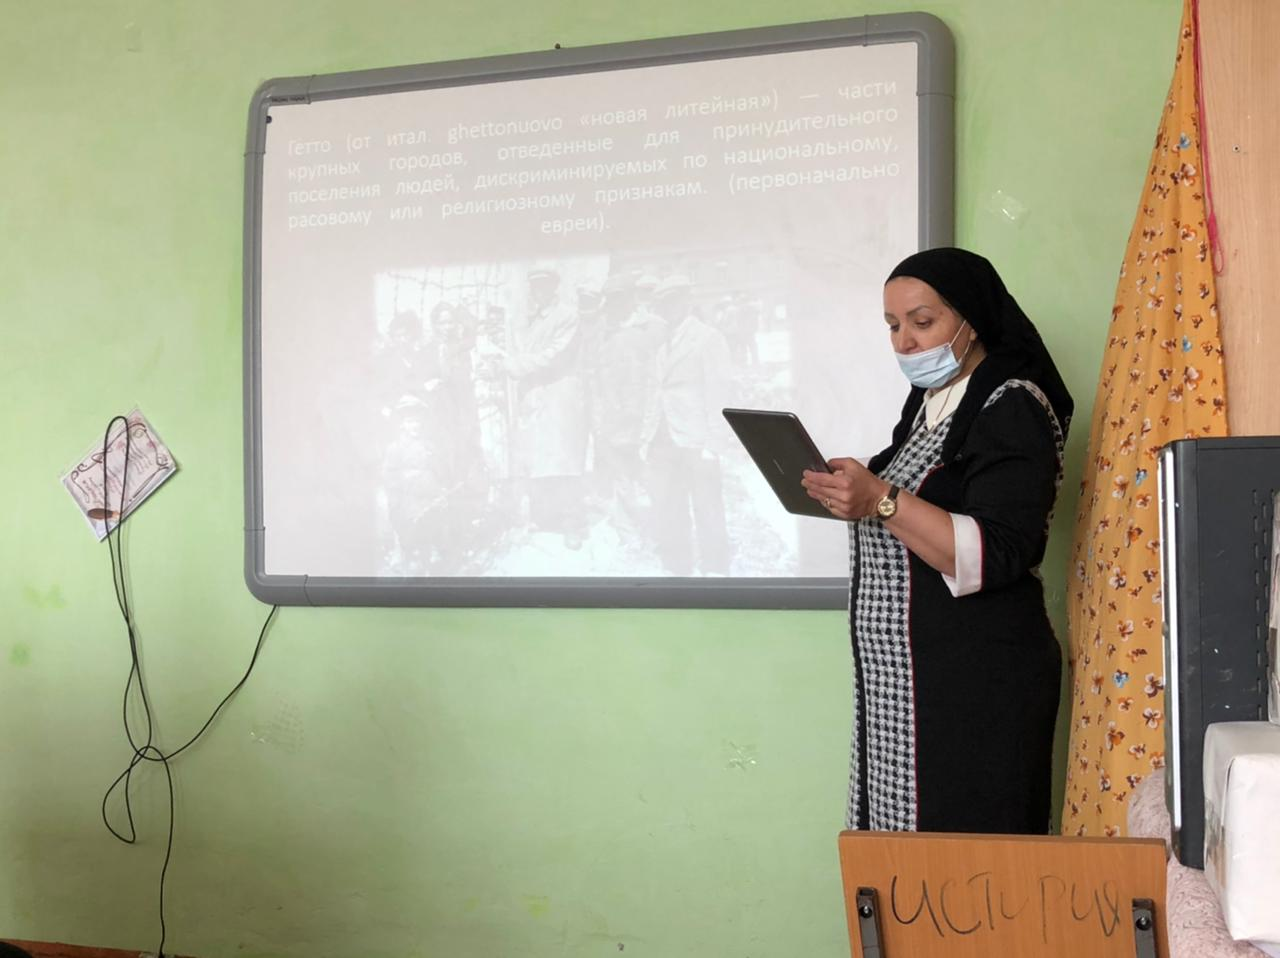 Гетто (от итал. ghettonuovo «новая литейная») — части
крупных городов, отведенные для принудительного
поселения людей, дискриминируемых по национальному,
расовому или религиозному признакам. (первоначально
евреи).
ИСТИРИЯ